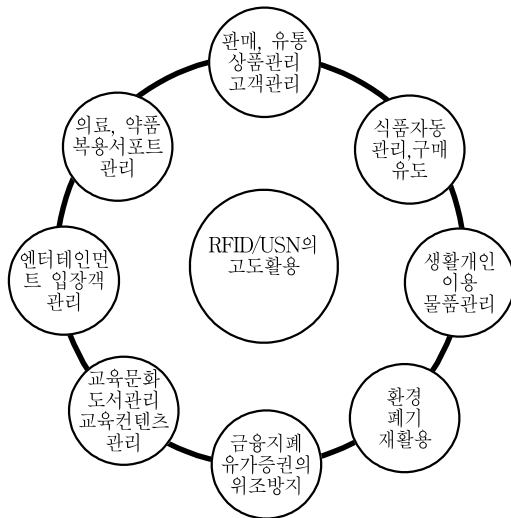 판매, 유통
상품관리
고객관리
식품자동
관리,구매
유도
생활개인
이용
물품관리
환경
폐기
재활용
금융지폐
유가증권의
위조방지
교육문화
도서관리
교육컨텐츠
관리
엔터테인먼
트 입장객
관리
의료, 약품
복용서포트
관리
RFID/USN의
고도활용